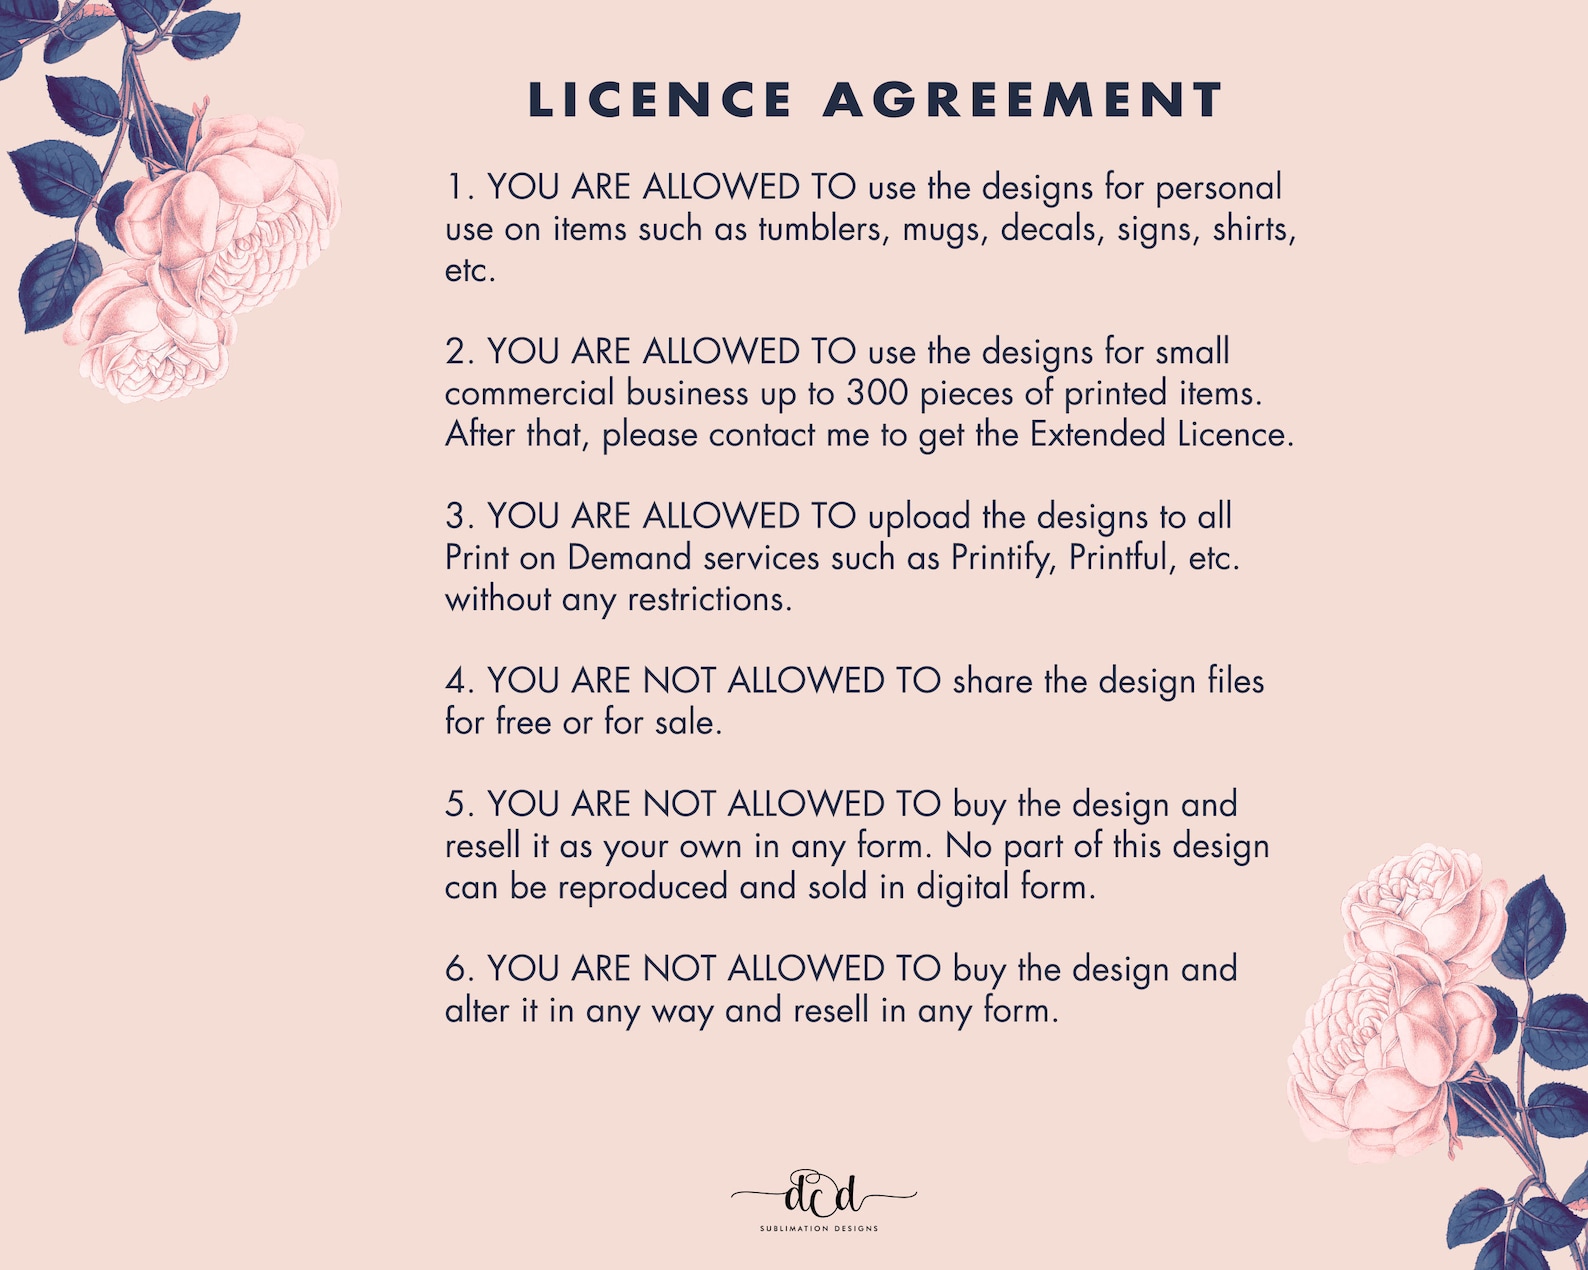 LICENCE AGREEMENT
1. YOU ARE ALLOWED TO use the designs for personal
use on items such as tumblers, mugs, decals, signs, shirts,
etc.
2. YOU ARE ALLOWED TO use the designs for small
commercial business up to 300 pieces of printed items.
After that, please contact me to get the Extended Licence.
3. YOU ARE ALLOWED TO upload the designs to all
Print on Demand services such as Printify, Printful, etc.
without any restrictions.
4. YOU ARE NOT ALLOWED TO share the design files
for free or for sale.
5. YOU ARE NOT ALLOWED TO buy the design and
resell it as your own in any form. No part of this design
can be reproduced and sold in digital form.
6. YOU ARE NOT ALLOWED TO buy the design and
alter it in any way and resell in any form.
dcd
SUBLIMATION DESIGNS